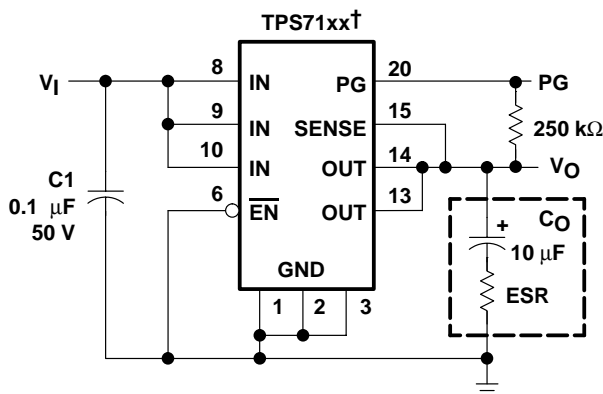 TPS71xx†
VI
8
IN
PG
20
PG
9
IN
SENSE
15
250 kΩ
10
IN
OUT
14
VO
C1
0.1 μF
50 V
6
EN
OUT
13
CO
+
10 μF
GND
ESR
1
2
3